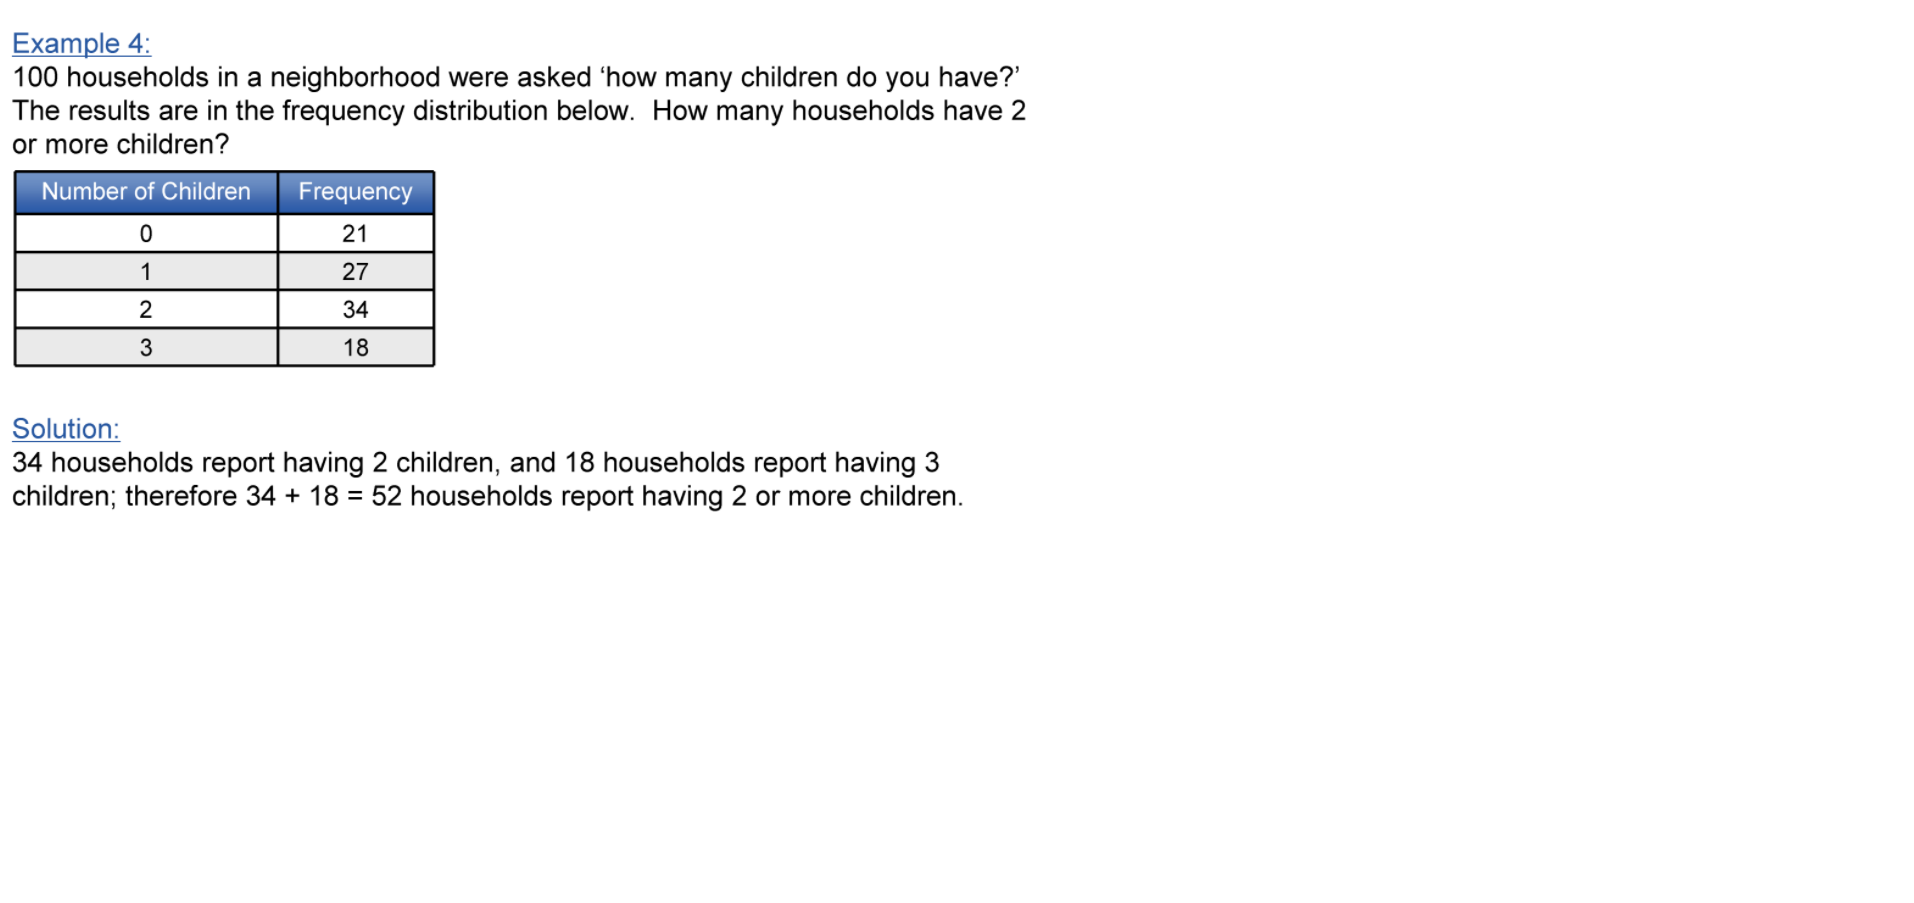 Example 4:
100 households in a neighborhood were asked ‘how many children do you have?’
The results are in the frequency distribution below.  How many households have 2
or more children?
Number of Children Frequency
0 21
1 27
2 34
3 18
Solution:
34 households report having 2 children, and 18 households report having 3
children; therefore 34 + 18 = 52 households report having 2 or more children.